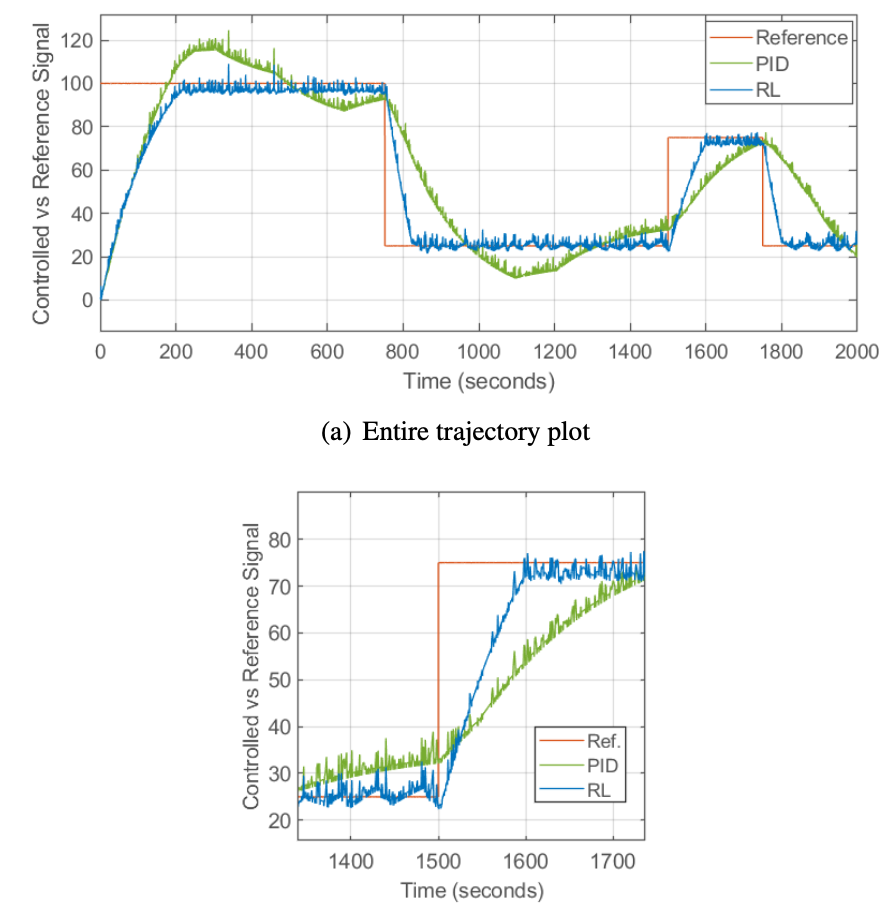 Controlled vs Reference Signal
120
100
80
60
40
20
0
Reference
PID
RL
0 200 400 600 800 1000 1200 1400 1600 1800 2000
Time (seconds)
(a) Entire trajectory plot
Controlled vs Reference Signal
80
70
60
50
40
30
20
Ref.
PID
RL
1400 1500 1600 1700
Time (seconds)